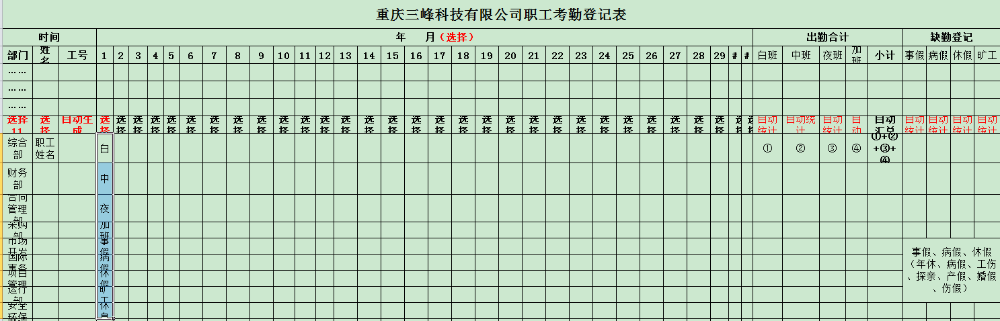 重庆三峰科技有限公司职工考勤登记表
时间 年 月(选择) 出勤合计 缺勤登记
部门 姓名 工号 1 2 3 4 5 6 7 8 9 10 11 12 13 14 15 16 17 18 19 20 21 22 23 24 25 26 27 28 29 # # 白班 中班 夜班 加班 小计 事假 病假 休假 旷工
……
……
……
选择11 选择 自动生成 选择 选择 选择 选择 选择 选择 选择 选择 选择 选择 选择 选择 选择 选择 选择 选择 选择 选择 选择 选择 选择 选择 选择 选择 选择 选择 选择 选择 选择 自动统计 自动统计 自动统计 自动 自动汇总 自动统计 自动统计 自动统计 自动统计
综合部 职工姓名 白 ① ② ③ ④ ①+②+③+④
财务部 中
合同管理部 夜
采购部 加班
市场开发 事假
国际事务 病假
项目管理 休假
运行部 旷工
安全环保 休息
事假、病假、休假
(年休、病假、工伤
、探亲、产假、婚假
、伤假)